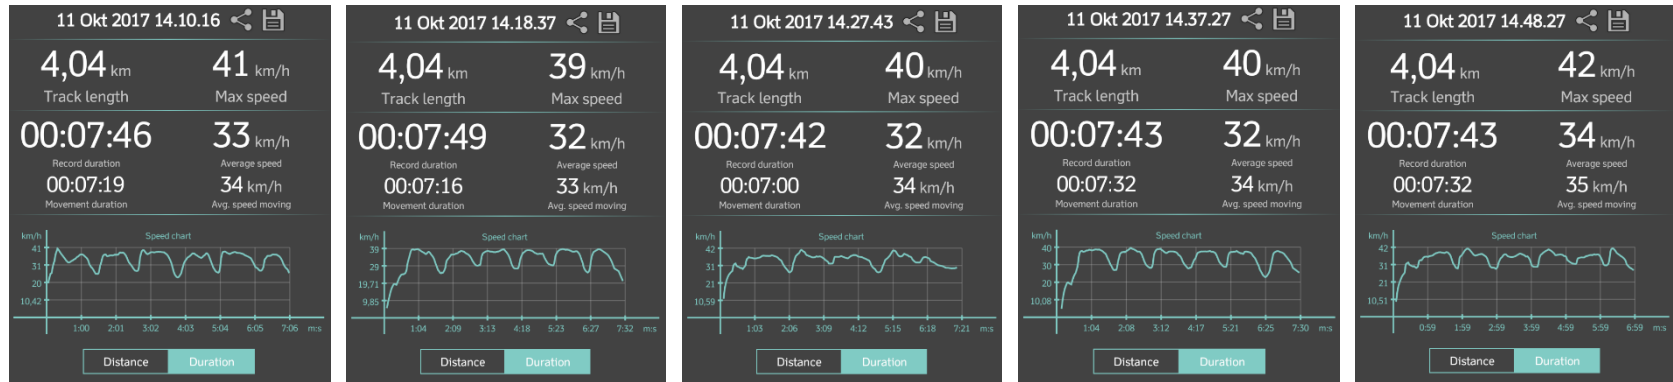 11 Okt 2017 14.10.16
4,04 km 41 km/h
Track length Max speed
00:07:46 33 km/h
Record duration Average speed
00:07:19 34 km/h
Movement duration Avg. speed moving
km/h Speed chart
41
31
20
10,42
1:00 2:01 3:02 4:03 5:04 6:05 7:06 m:s
Distance Duration
11 Okt 2017 14.18.37
4,04 km 39 km/h
Track length Max speed
00:07:49 32 km/h
Record duration Average speed
00:07:16 33 km/h
Movement duration Avg. speed moving
km/h Speed chart
39
29
19,71
9,85
1:04 2:09 3:13 4:18 5:23 6:27 7:32 m:s
Distance Duration
11 Okt 2017 14.27.43
4,04 km 40 km/h
Track length Max speed
00:07:42 32 km/h
Record duration Average speed
00:07:00 34 km/h
Movement duration Avg. speed moving
km/h Speed chart
42
31
21
10,59
1:03 2:06 3:09 4:12 5:15 6:18 7:21 m:s
Distance Duration
11 Okt 2017 14.37.27
4,04 km 40 km/h
Track length Max speed
00:07:43 32 km/h
Record duration Average speed
00:07:32 34 km/h
Movement duration Avg. speed moving
km/h Speed chart
40
30
20
10,08
1:04 2:08 3:12 4:17 5:21 6:25 7:30 m:s
Distance Duration
11 Okt 2017 14.48.27
4,04 km 42 km/h
Track length Max speed
00:07:43 34 km/h
Record duration Average speed
00:07:32 35 km/h
Movement duration Avg. speed moving
km/h Speed chart
42
31
21
10,51
0:59 1:59 2:59 3:59 4:59 5:59 6:59 m:s
Distance Duration